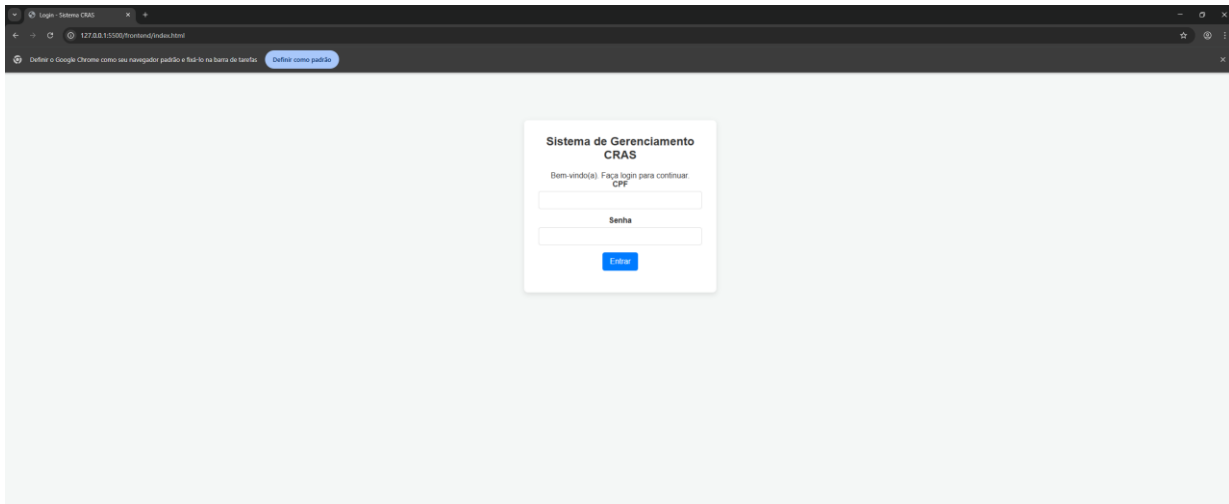 Login - Sistema CRAS
127.0.0.1:5500/frontend/index.html
Definir o Google Chrome como seu navegador padrão e fixá-lo na barra de tarefas Definir como padrão
Sistema de Gerenciamento
CRAS
Bem-vindo(a). Faça login para continuar.
CPF
Senha
Entrar